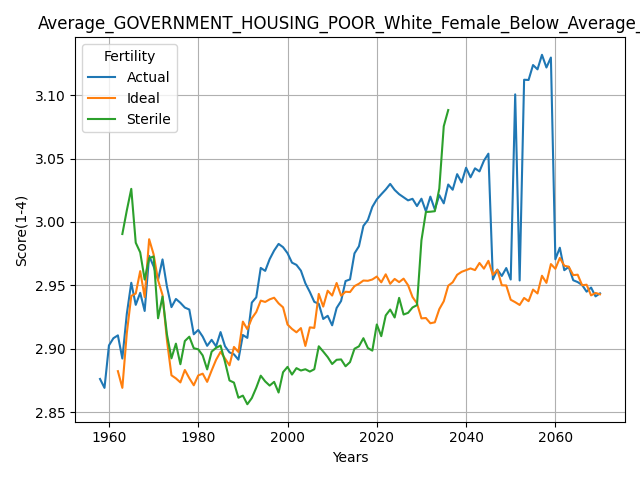 Average_GOVERNMENT_HOUSING_POOR_White_Female_Below_Average_
Fertility
Actual
Ideal
Sterile
3.10
3.05
3.00
2.95
2.90
2.85
Score(1-4)
1960 1980 2000 2020 2040 2060
Years